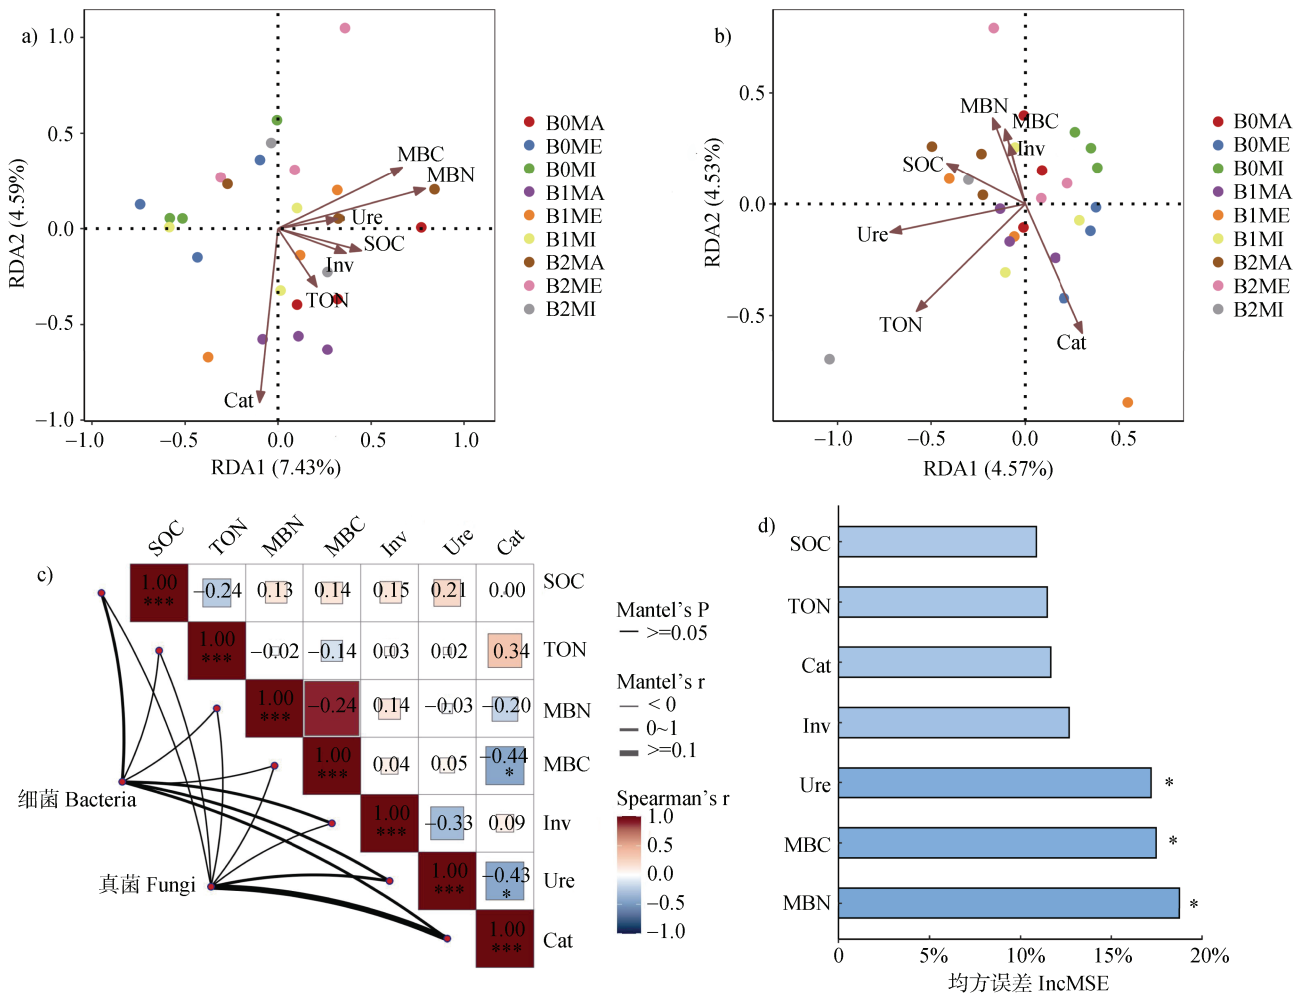 a)
1.0
0.5
0.0
−0.5
−1.0
RDA2 (4.59%)
MBC
MBN
Ure
SOC
Inv
TON
Cat
−1.0
−0.5
0.0
0.5
1.0
RDA1 (7.43%)
B0MA
B0ME
B0MI
B1MA
B1ME
B1MI
B2MA
B2ME
B2MI
b)
0.5
0.0
−0.5
RDA2 (4.53%)
MBN
MBC
Inv
SOC
Ure
TON
Cat
−1.0
−0.5
0.0
0.5
RDA1 (4.57%)
B0MA
B0ME
B0MI
B1MA
B1ME
B1MI
B2MA
B2ME
B2MI
c)
SOC TON MBN MBC Inv Ure Cat
1.00 −0.24 0.13 0.14 0.15 0.21 0.00 SOC
***
1.00 −0.02 −0.14 0.03 0.02 0.34 TON
***
1.00 −0.24 0.14 −0.03 −0.20 MBN
***
1.00 0.04 0.05 −0.44 MBC
*** *
1.00 −0.33 0.09 Inv
***
1.00 −0.43 Ure
*** *
1.00 Cat
***
细菌 Bacteria
真菌 Fungi
Mantel's P
>=0.05
Mantel's r
< 0
0~1
>=0.1
Spearman's r
1.0
0.5
0.0
−0.5
−1.0
d)
SOC
TON
Cat
Inv
Ure *
MBC *
MBN *
0 5% 10% 15% 20%
均方误差 IncMSE